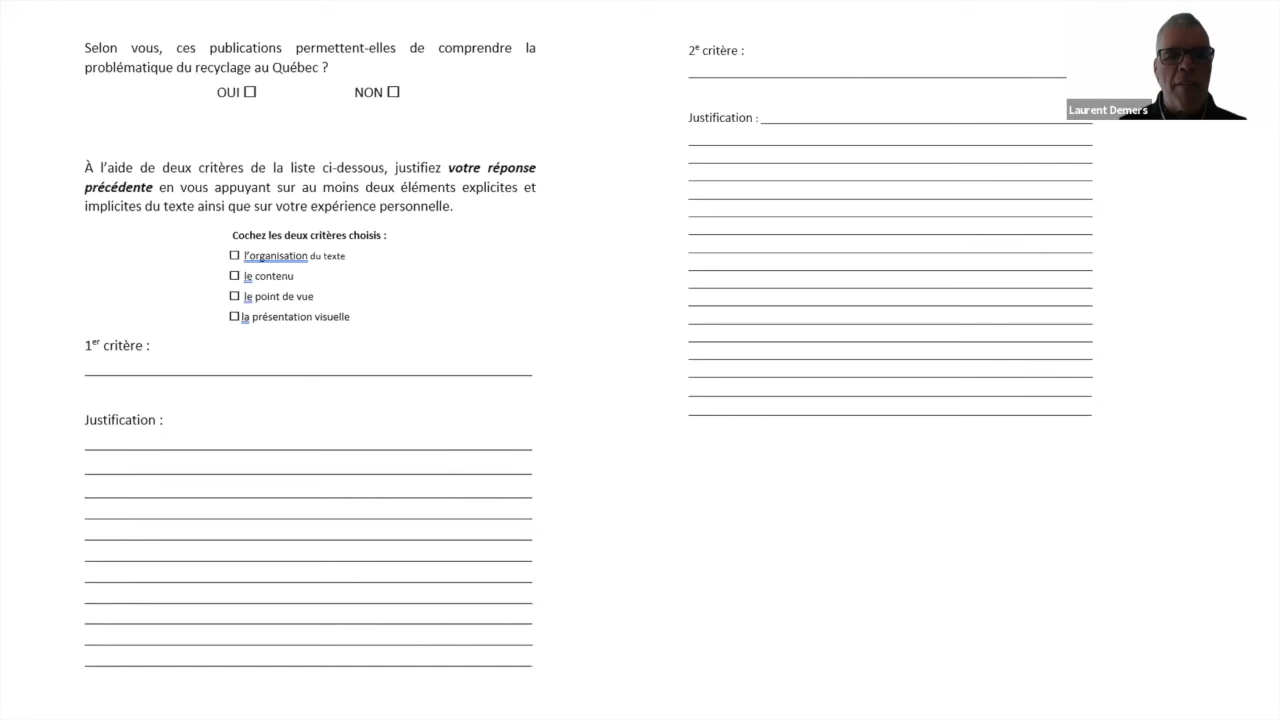 Selon vous, ces publications permettent-elles de comprendre la
problématique du recyclage au Québec ?
OUI ☐ NON ☐
À l’aide de deux critères de la liste ci-dessous, justifiez votre réponse
précédente en vous appuyant sur au moins deux éléments explicites et
implicites du texte ainsi que sur votre expérience personnelle.
Cochez les deux critères choisis :
☐ l’organisation du texte
☐ le contenu
☐ le point de vue
☐ la présentation visuelle
1er critère :
Justification :
2e critère :
Justification :
Laurent Demers